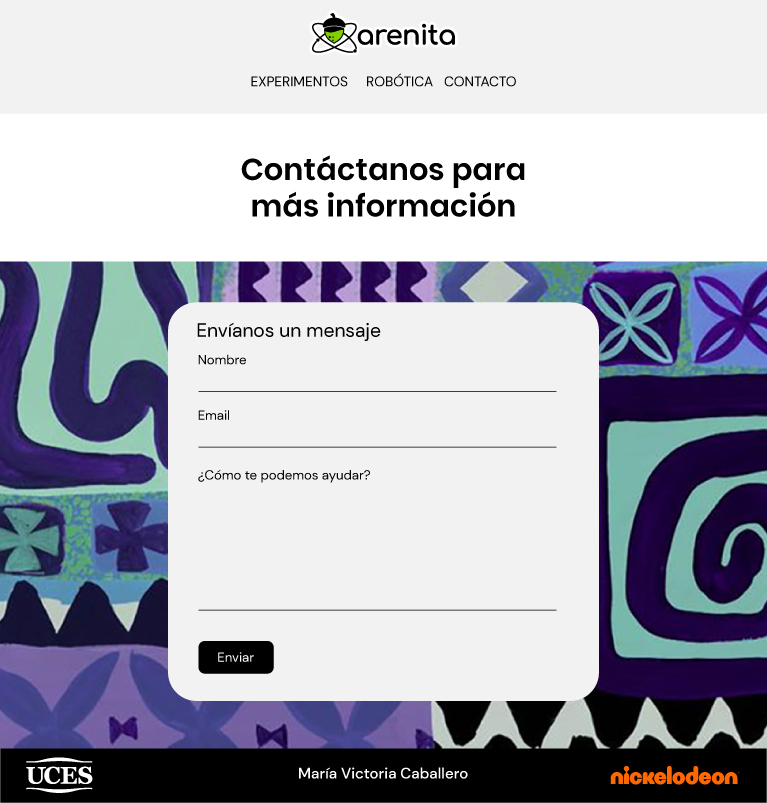 arenita
EXPERIMENTOS ROBÓTICA CONTACTO
Contáctanos para
más información
Envíanos un mensaje
Nombre
Email
¿Cómo te podemos ayudar?
Enviar
UCES
María Victoria Caballero
nickelodeon